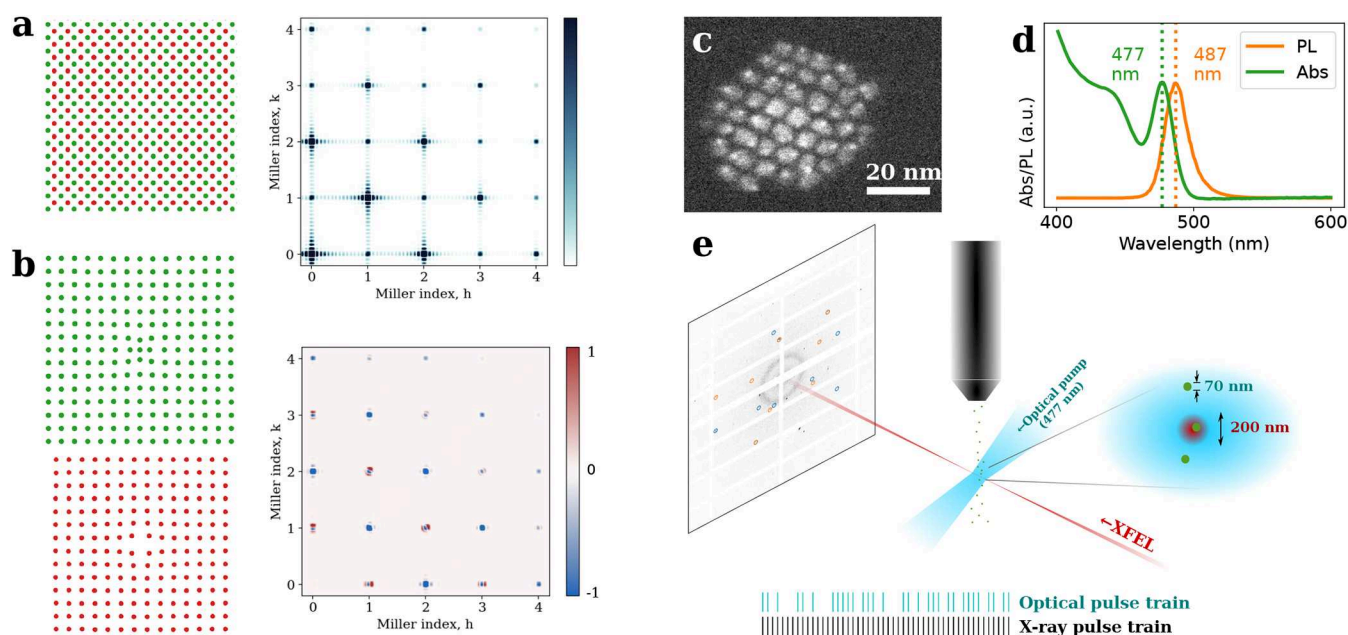 a
4
3
2
1
0
Miller index, k
0 1 2 3 4
Miller index, h
b
4
3
2
1
0
Miller index, k
0 1 2 3 4
Miller index, h
1
0
-1
c
20 nm
d
477
nm
487
nm
PL
Abs
Abs/PL (a.u.)
400 500 600
Wavelength (nm)
e
←Optical pump
(477 nm)
70 nm
200 nm
←XFEL
Optical pulse train
X-ray pulse train